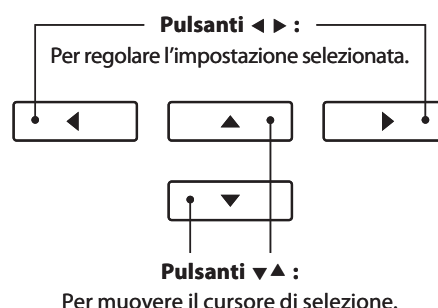 Pulsanti ◀ ▶ :
Per regolare l'impostazione selezionata.
Pulsanti ▼▲ :
Per muovere il cursore di selezione.